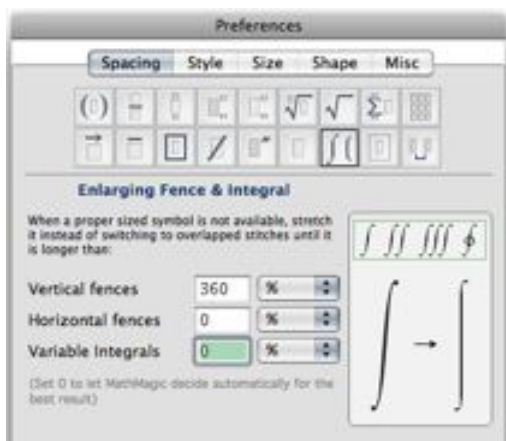 Preferences
Spacing Style Size Shape Misc
Enlarging Fence & Integral
When a proper sized symbol is not available, stretch
it instead of switching to overlapped stitches until it
is longer than:
Vertical fences 360 %
Horizontal fences 0 %
Variable Integrals 0 %
(Set 0 to let MathMagic decide automatically for the
best result)